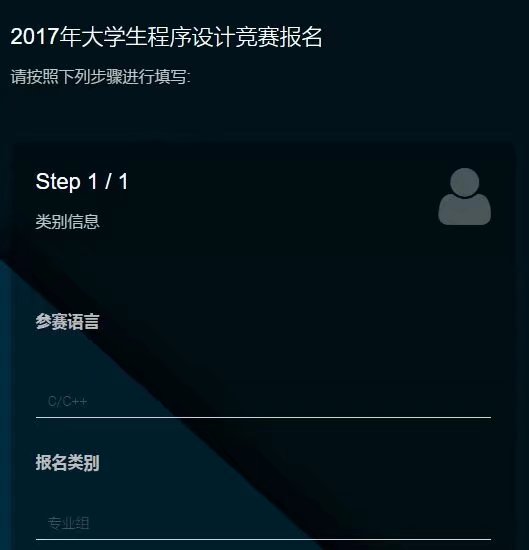 2017年大学生程序设计竞赛报名
请按照下列步骤进行填写:
Step 1 / 1
类别信息
参赛语言
C/C++
报名类别
专业组